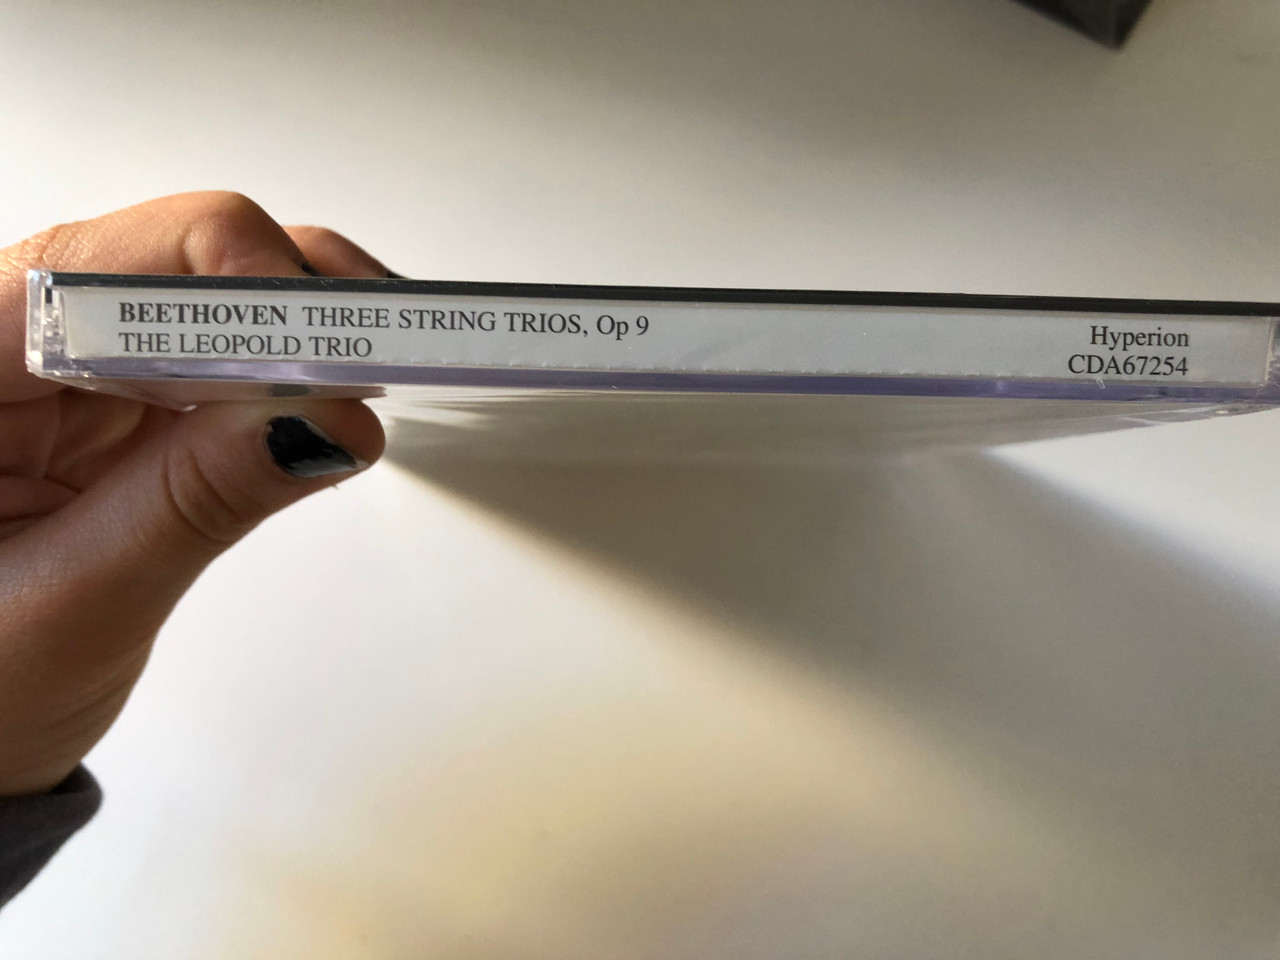 BEETHOVEN THREE STRING TRIOS, Op 9
THE LEOPOLD TRIO
Hyperion
CDA67254